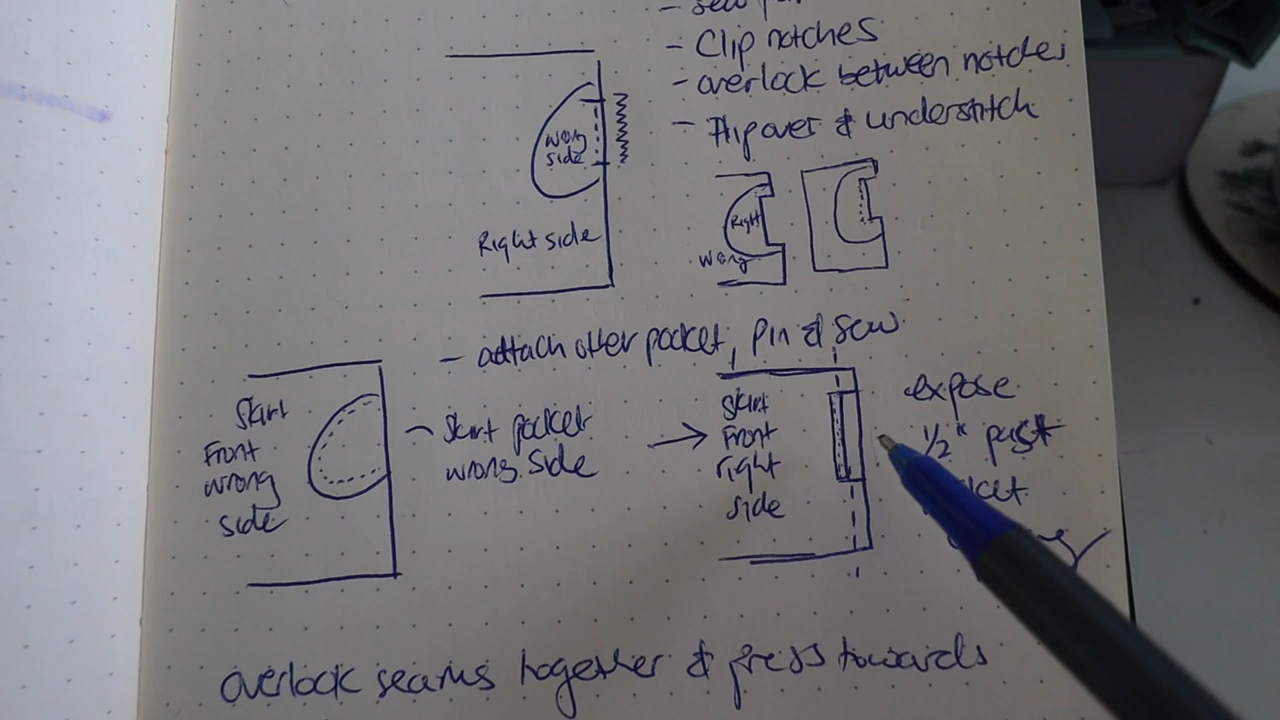 - Clip notches
- overlock between notches
- Flip over & understitch
wrong
side
Right side
Right
wrong
- attach other pocket, pin & sew
Skirt
Front
wrong
side
- Skirt pocket
wrong side
Skirt
Front
right
side
expose
1/2" past
overlock seams together & press towards